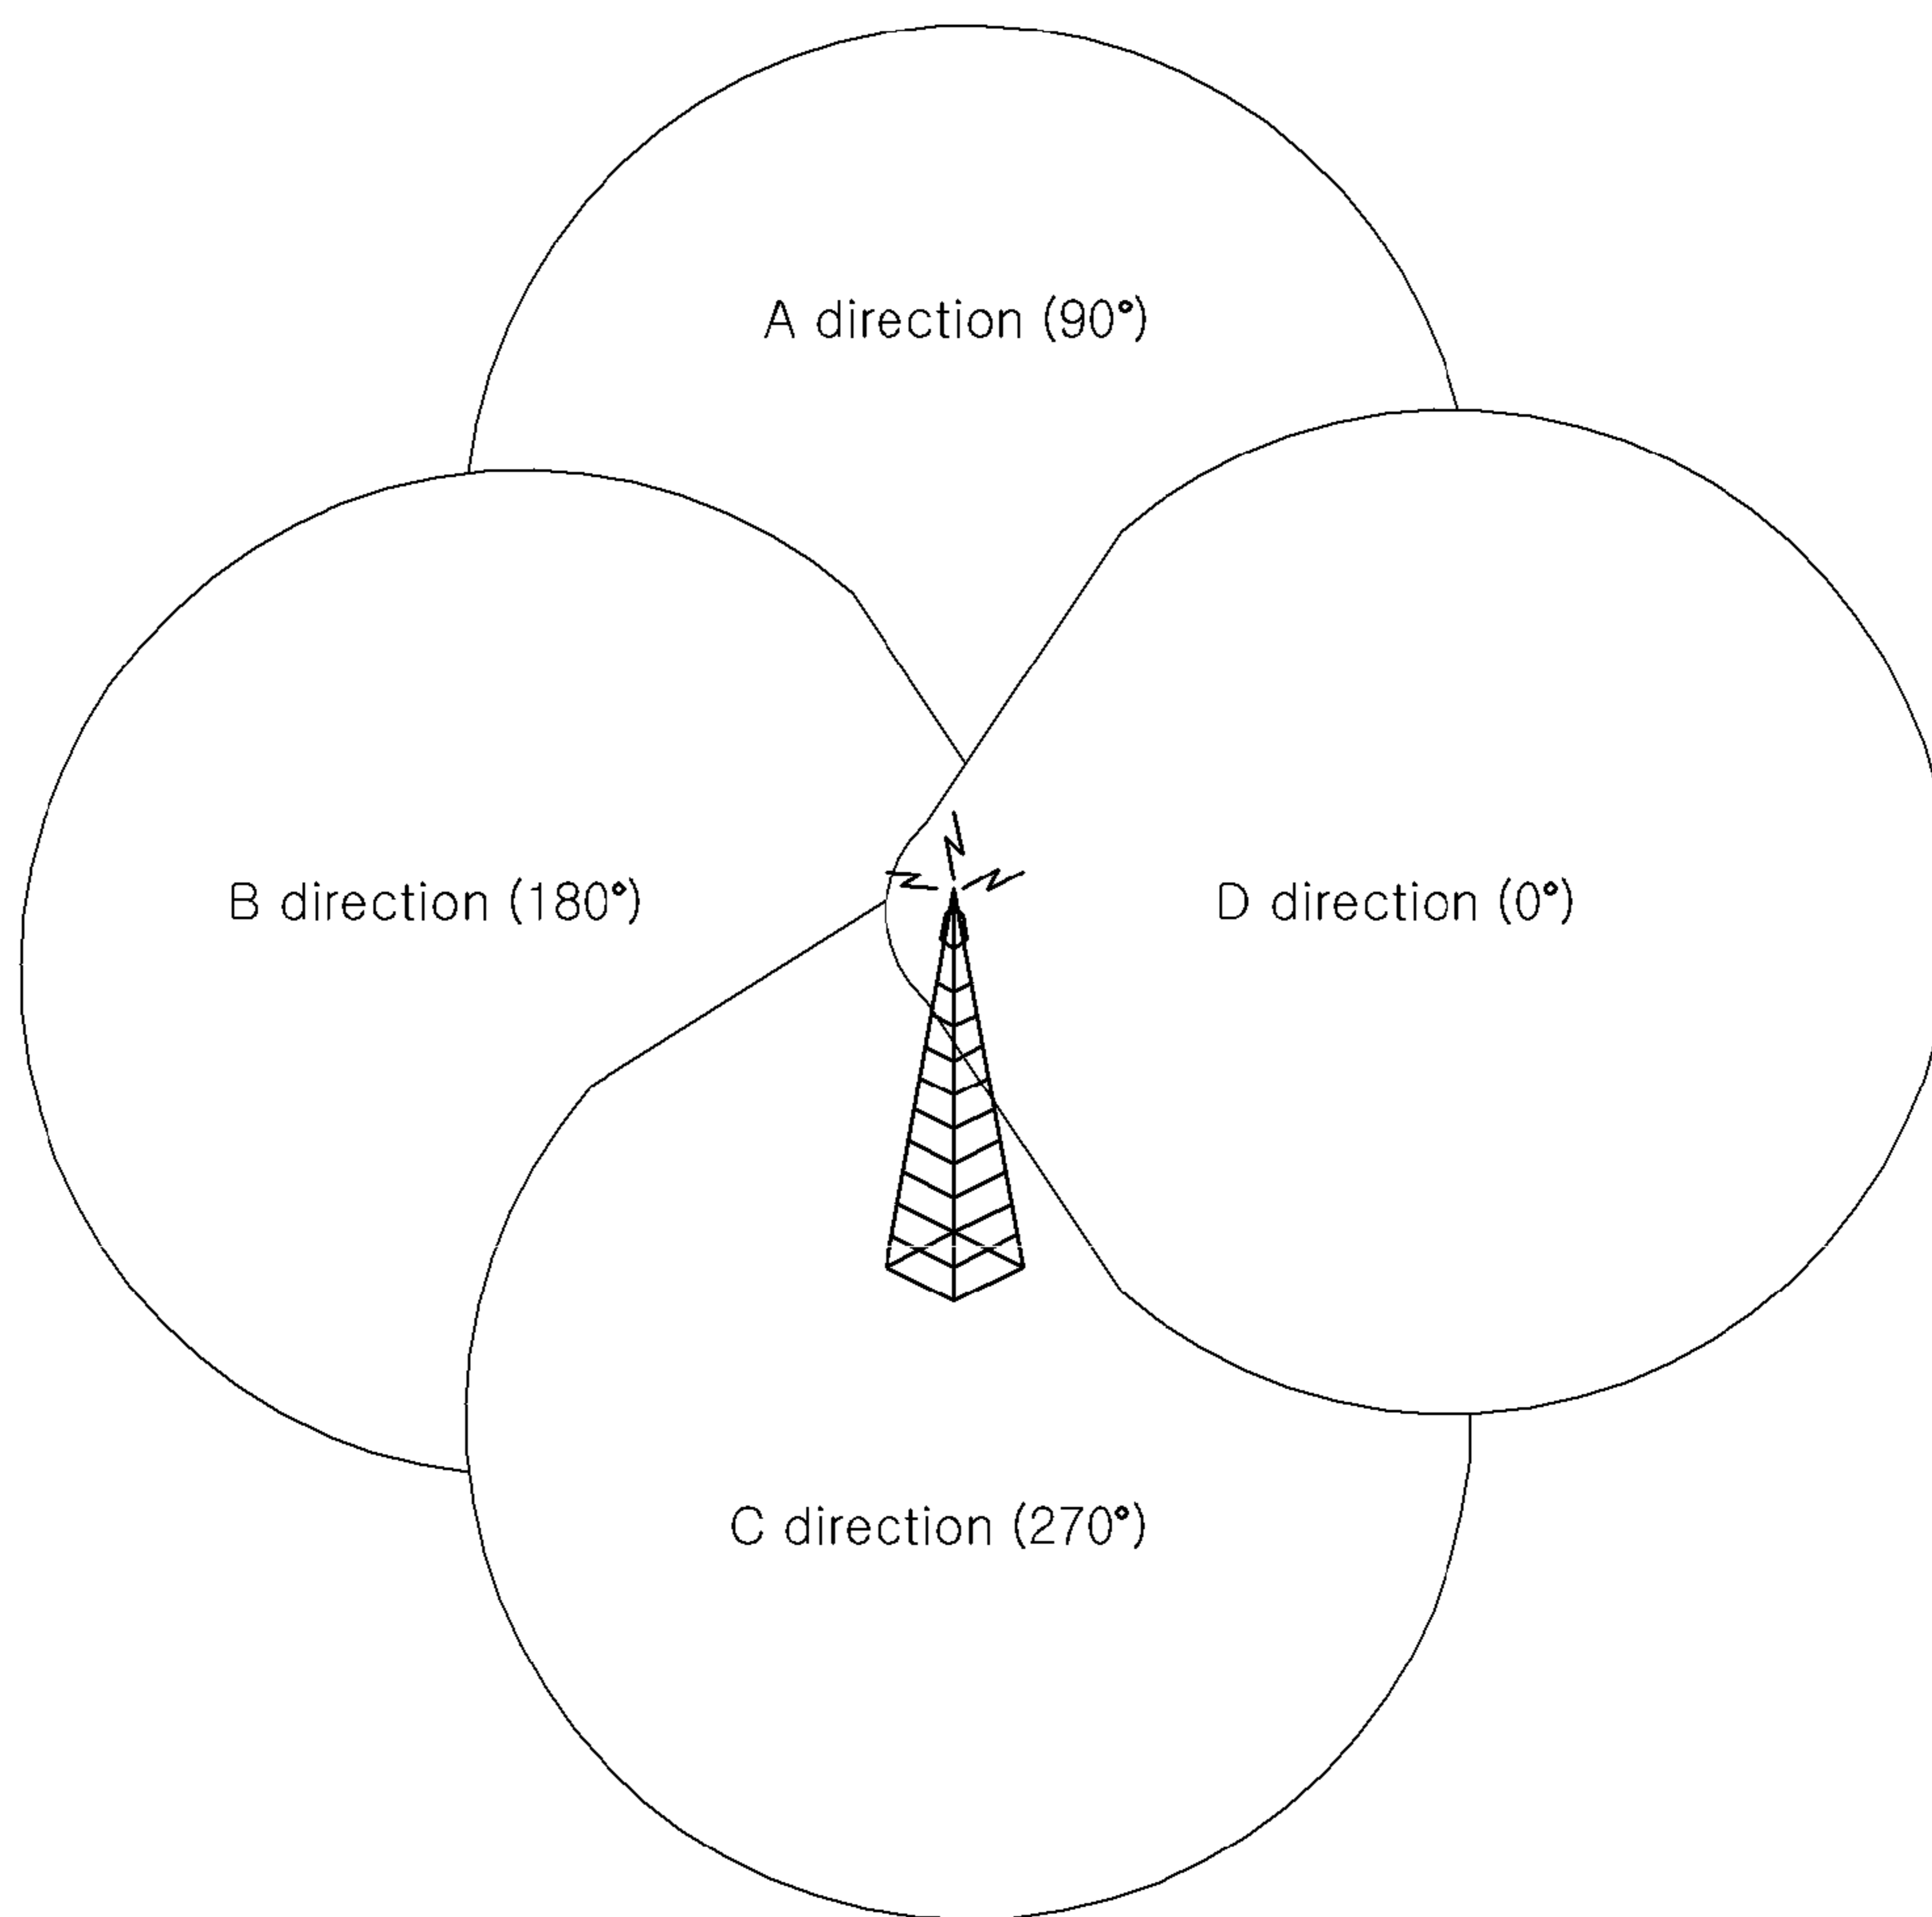 A direction (90°)
B direction (180°)
D direction (0°)
C direction (270°)